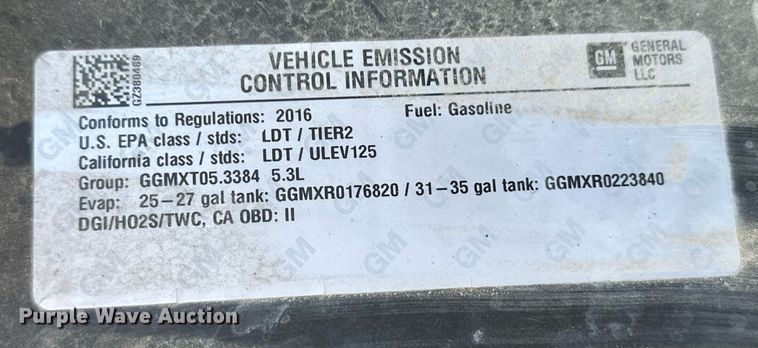 VEHICLE EMISSION
CONTROL INFORMATION
GM
GENERAL
MOTORS
LLC
GZ380489
Conforms to Regulations: 2016 Fuel: Gasoline
U.S. EPA class / stds: LDT / TIER2
California class / stds: LDT / ULEV125
Group: GGMXT05.3384 5.3L
Evap: 25–27 gal tank: GGMXR0176820 / 31–35 gal tank: GGMXR0223840
DGI/HO2S/TWC, CA OBD: II
Purple Wave Auction